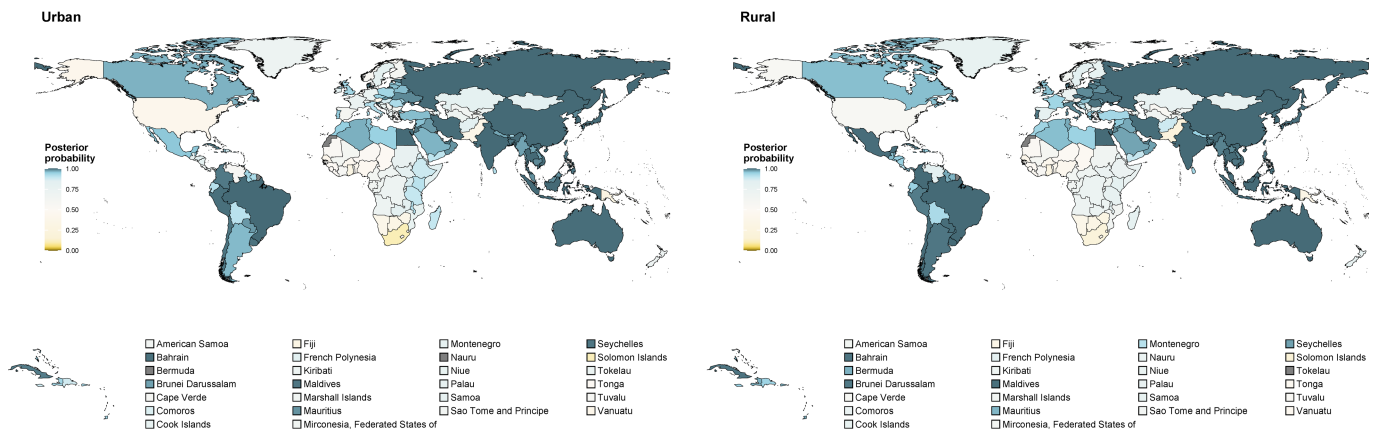 Urban
Posterior
probability
1.00
0.75
0.50
0.25
0.00
American Samoa
Bahrain
Bermuda
Brunei Darussalam
Cape Verde
Comoros
Cook Islands
Fiji
French Polynesia
Kiribati
Maldives
Marshall Islands
Mauritius
Mirconesia, Federated States of
Montenegro
Nauru
Niue
Palau
Samoa
Sao Tome and Principe
Seychelles
Solomon Islands
Tokelau
Tonga
Tuvalu
Vanuatu
Rural
Posterior
probability
1.00
0.75
0.50
0.25
0.00
American Samoa
Bahrain
Bermuda
Brunei Darussalam
Cape Verde
Comoros
Cook Islands
Fiji
French Polynesia
Kiribati
Maldives
Marshall Islands
Mauritius
Mirconesia, Federated States of
Montenegro
Nauru
Niue
Palau
Samoa
Sao Tome and Principe
Seychelles
Solomon Islands
Tokelau
Tonga
Tuvalu
Vanuatu